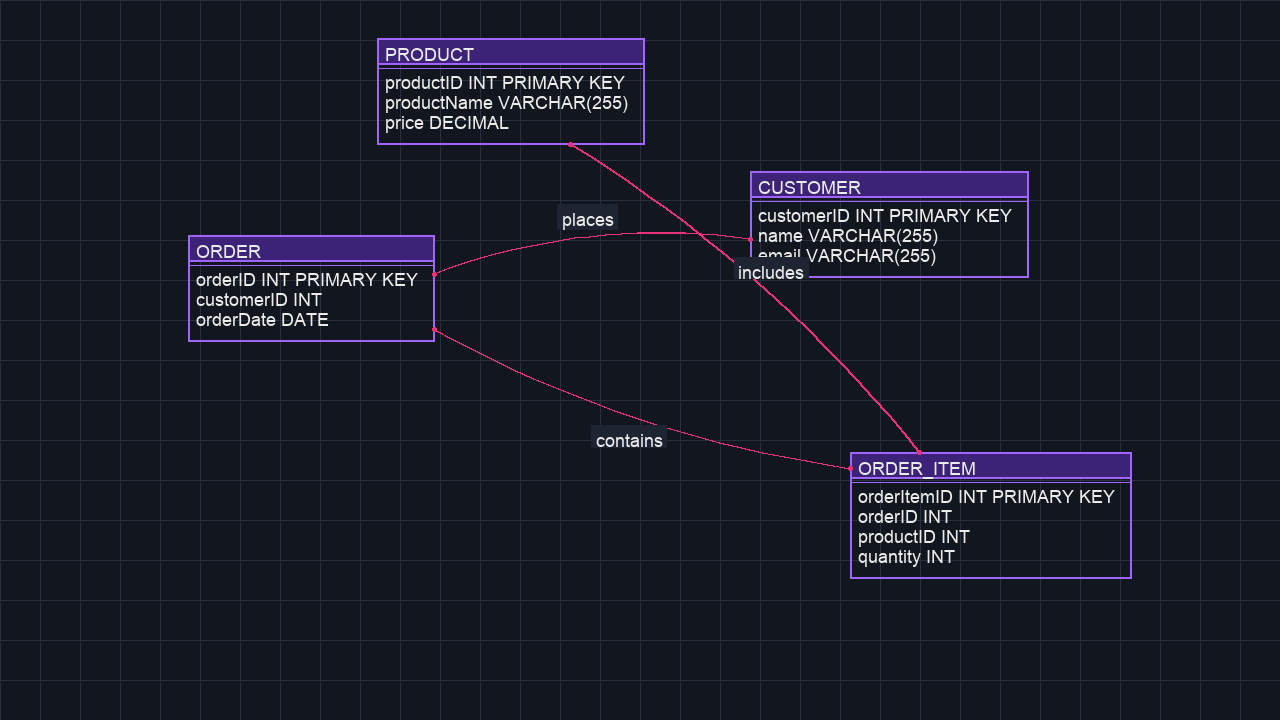 PRODUCT
productID INT PRIMARY KEY
productName VARCHAR(255)
price DECIMAL
CUSTOMER
customerID INT PRIMARY KEY
name VARCHAR(255)
email VARCHAR(255)
places
includes
ORDER
orderID INT PRIMARY KEY
customerID INT
orderDate DATE
contains
ORDER_ITEM
orderItemID INT PRIMARY KEY
orderID INT
productID INT
quantity INT